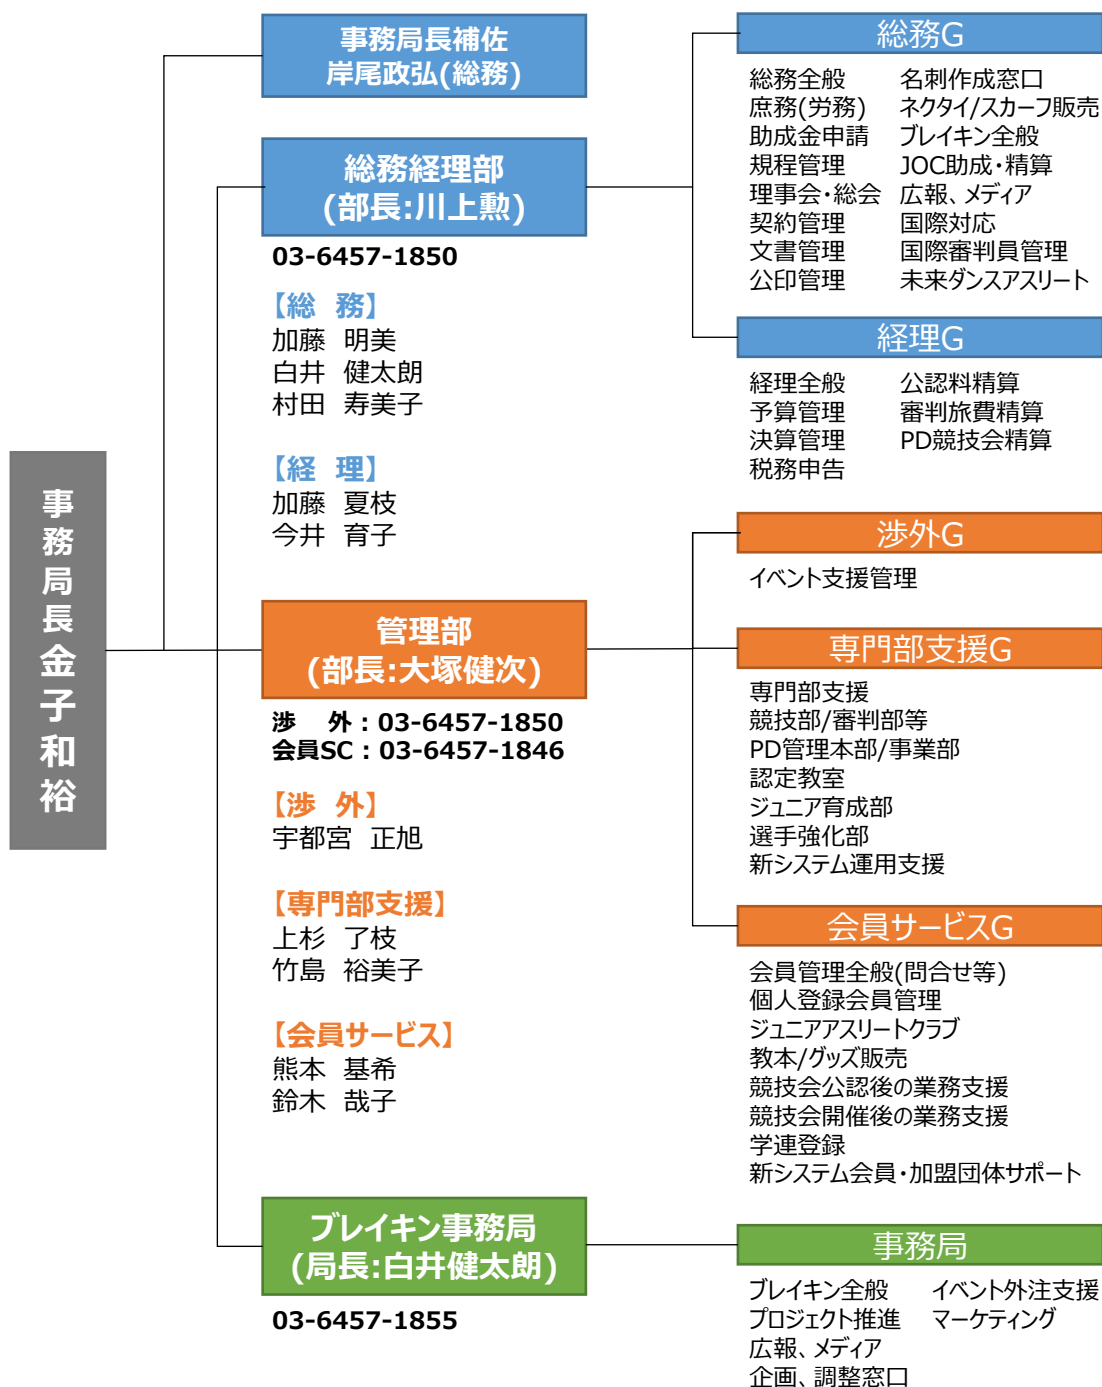 事務局長金子和裕
事務局長補佐
岸尾政弘(総務)
総務経理部
(部長:川上勲)
03-6457-1850
【総　務】
加藤　明美
白井　健太朗
村田　寿美子
【経　理】
加藤　夏枝
今井　育子
管理部
(部長:大塚健次)
渉　外：03-6457-1850
会員SC：03-6457-1846
【渉　外】
宇都宮　正旭
【専門部支援】
上杉　了枝
竹島　裕美子
【会員サービス】
熊本　基希
鈴木　哉子
ブレイキン事務局
(局長:白井健太朗)
03-6457-1855
総務G
総務全般　名刺作成窓口
庶務(労務)　ネクタイ/スカーフ販売
助成金申請　ブレイキン全般
規程管理　JOC助成・精算
理事会・総会　広報、メディア
契約管理　国際対応
文書管理　国際審判員管理
公印管理　未来ダンスアスリート
経理G
経理全般　公認料精算
予算管理　審判旅費精算
決算管理　PD競技会精算
税務申告
渉外G
イベント支援管理
専門部支援G
専門部支援
競技部/審判部等
PD管理本部/事業部
認定教室
ジュニア育成部
選手強化部
新システム運用支援
会員サービスG
会員管理全般(問合せ等)
個人登録会員管理
ジュニアアスリートクラブ
教本/グッズ販売
競技会公認後の業務支援
競技会開催後の業務支援
学連登録
新システム会員・加盟団体サポート
事務局
ブレイキン全般　イベント外注支援
プロジェクト推進　マーケティング
広報、メディア
企画、調整窓口